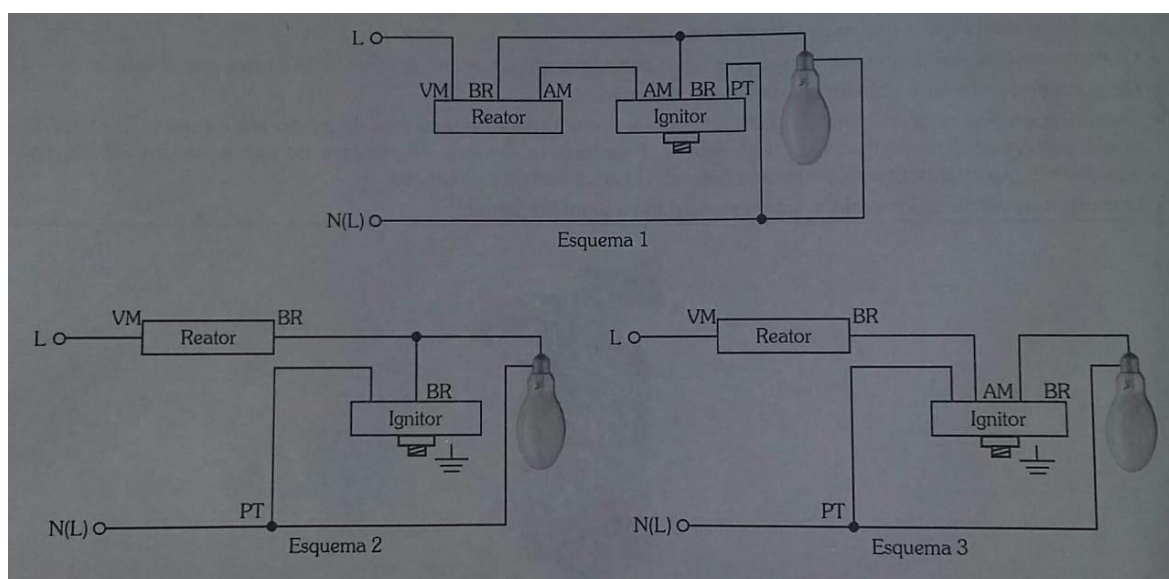 L
VM BR AM AM BR PT
Reator Ignitor
N(L)
Esquema 1
L VM Reator BR
BR
Ignitor
N(L) PT
Esquema 2
L VM Reator BR
AM BR
Ignitor
N(L) PT
Esquema 3